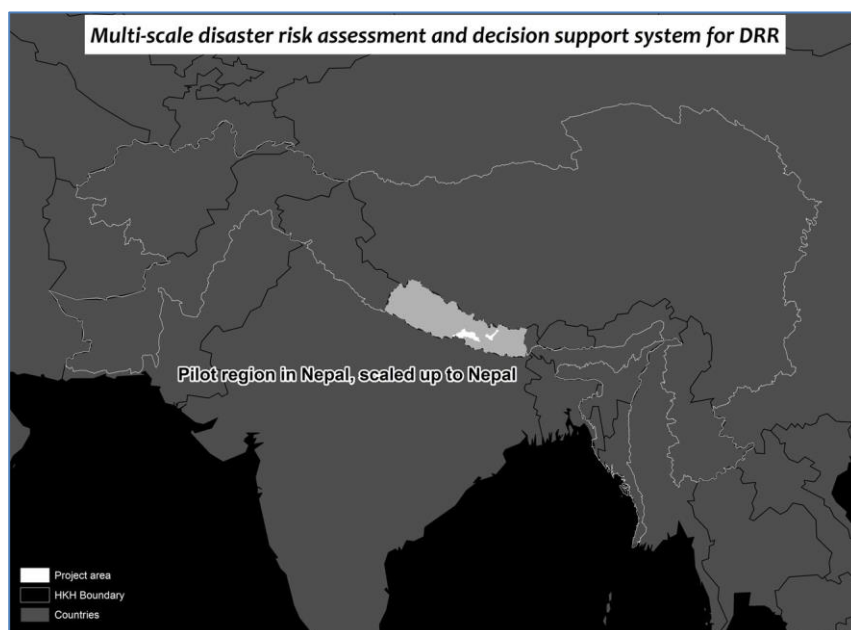 Multi-scale disaster risk assessment and decision support system for DRR
Pilot region in Nepal, scaled up to Nepal
Project area
HKH Boundary
Countries